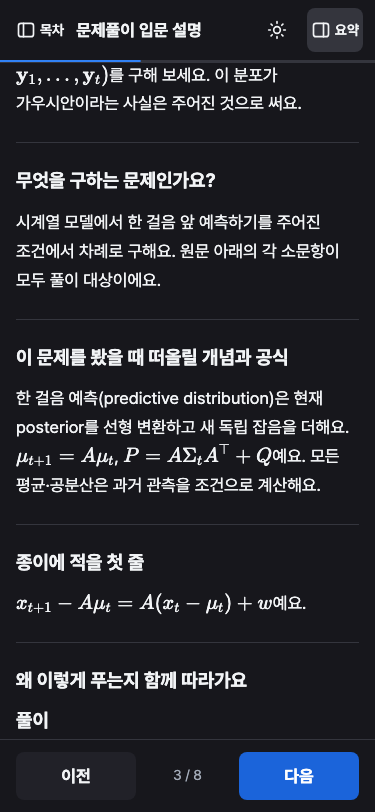 목차 문제풀이 입문 설명 요약
y₁, . . . , yₜ)를 구해 보세요. 이 분포가
가우시안이라는 사실은 주어진 것으로 써요.
무엇을 구하는 문제인가요?
시계열 모델에서 한 걸음 앞 예측하기를 주어진
조건에서 차례로 구해요. 원문 아래의 각 소문항이
모두 풀이 대상이에요.
이 문제를 봤을 때 떠올릴 개념과 공식
한 걸음 예측(predictive distribution)은 현재
posterior를 선형 변환하고 새 독립 잡음을 더해요.
μₜ₊₁ = Aμₜ, P = AΣₜA⊤ + Q예요. 모든
평균·공분산은 과거 관측을 조건으로 계산해요.
종이에 적을 첫 줄
xₜ₊₁ − Aμₜ = A(xₜ − μₜ) + w예요.
왜 이렇게 푸는지 함께 따라가요
풀이
이전 3 / 8 다음